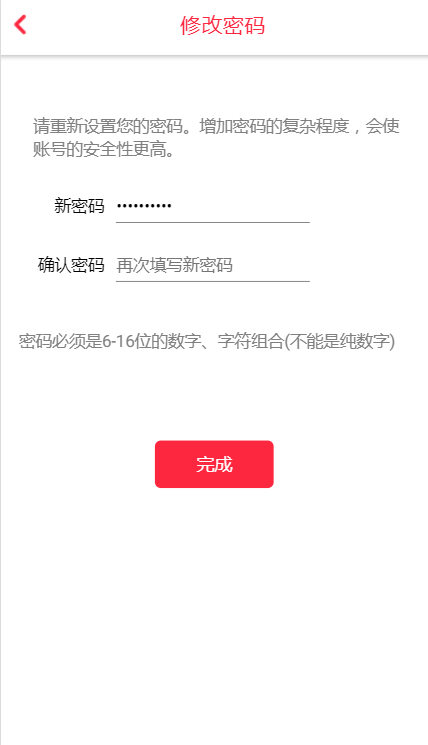 修改密码
请重新设置您的密码。增加密码的复杂程度，会使
账号的安全性更高。
新密码 ••••••••••
确认密码 再次填写新密码
密码必须是6-16位的数字、字符组合(不能是纯数字)
完成